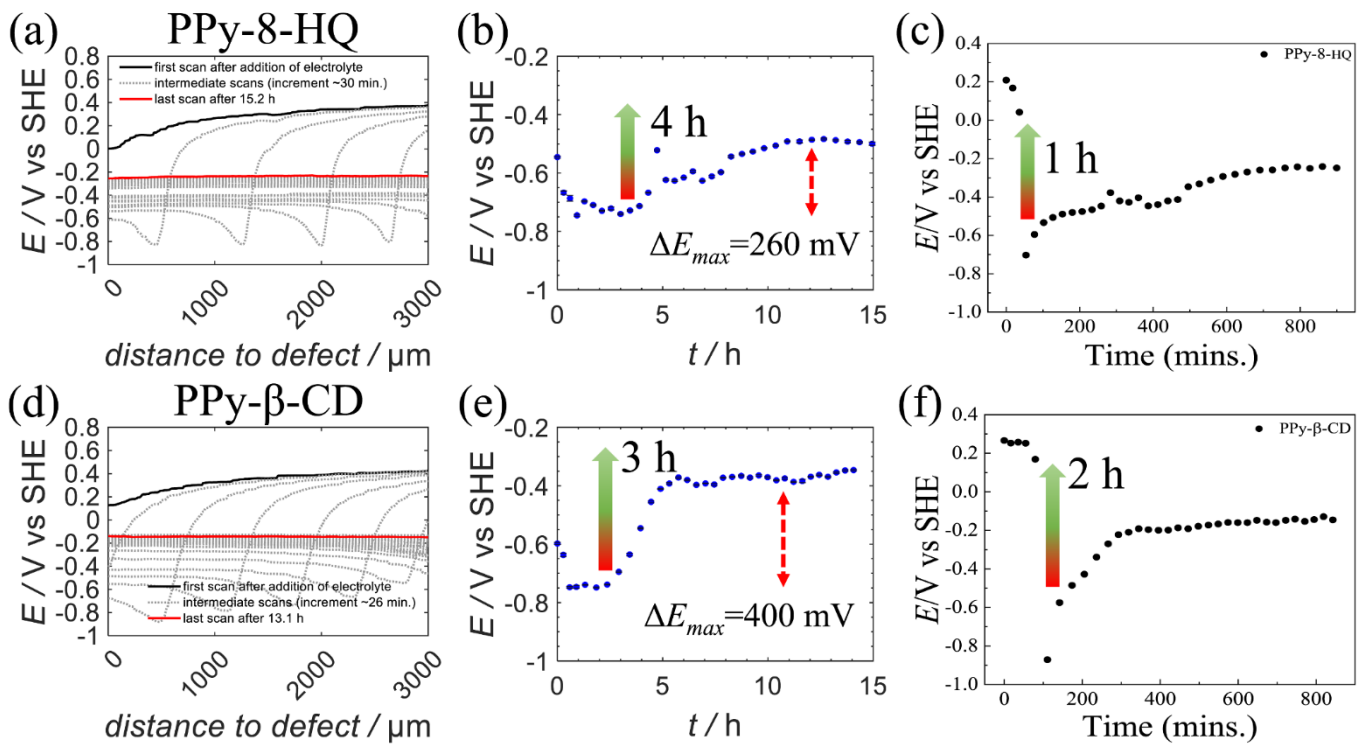 (a) PPy-8-HQ
0.8
0.6
0.4
0.2
0
-0.2
-0.4
-0.6
-0.8
-1
E / V vs SHE
first scan after addition of electrolyte
intermediate scans (increment ~30 min.)
last scan after 15.2 h
0 1000 2000 3000
distance to defect / µm
(b)
-0.2
-0.4
-0.6
-0.8
-1
E / V vs SHE
4 h
ΔEmax=260 mV
0 5 10 15
t / h
(c)
0.4
0.2
0.0
-0.2
-0.4
-0.6
-0.8
-1.0
E/V vs SHE
PPy-8-HQ
1 h
0 200 400 600 800
Time (mins.)
(d) PPy-β-CD
0.8
0.6
0.4
0.2
0
-0.2
-0.4
-0.6
-0.8
-1
E / V vs SHE
first scan after addition of electrolyte
intermediate scans (increment ~26 min.)
last scan after 13.1 h
0 1000 2000 3000
distance to defect / µm
(e)
-0.2
-0.4
-0.6
-0.8
-1
E / V vs SHE
3 h
ΔEmax=400 mV
0 5 10 15
t / h
(f)
0.4
0.2
0.0
-0.2
-0.4
-0.6
-0.8
-1.0
E/V vs SHE
PPy-β-CD
2 h
0 200 400 600 800
Time (mins.)